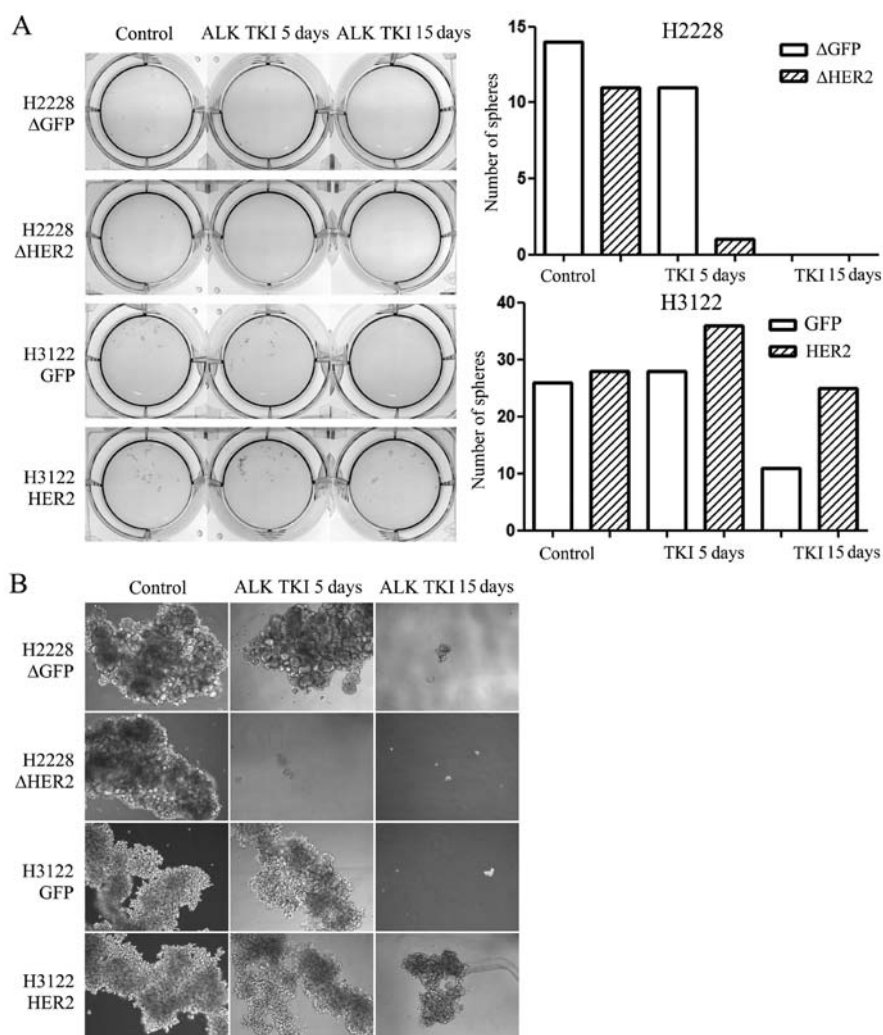 A
Control ALK TKI 5 days ALK TKI 15 days
H2228
ΔGFP
H2228
ΔHER2
H3122
GFP
H3122
HER2
H2228
ΔGFP
ΔHER2
Number of spheres
15
10
5
0
Control TKI 5 days TKI 15 days
H3122
GFP
HER2
Number of spheres
40
30
20
10
0
Control TKI 5 days TKI 15 days
B
Control ALK TKI 5 days ALK TKI 15 days
H2228
ΔGFP
H2228
ΔHER2
H3122
GFP
H3122
HER2